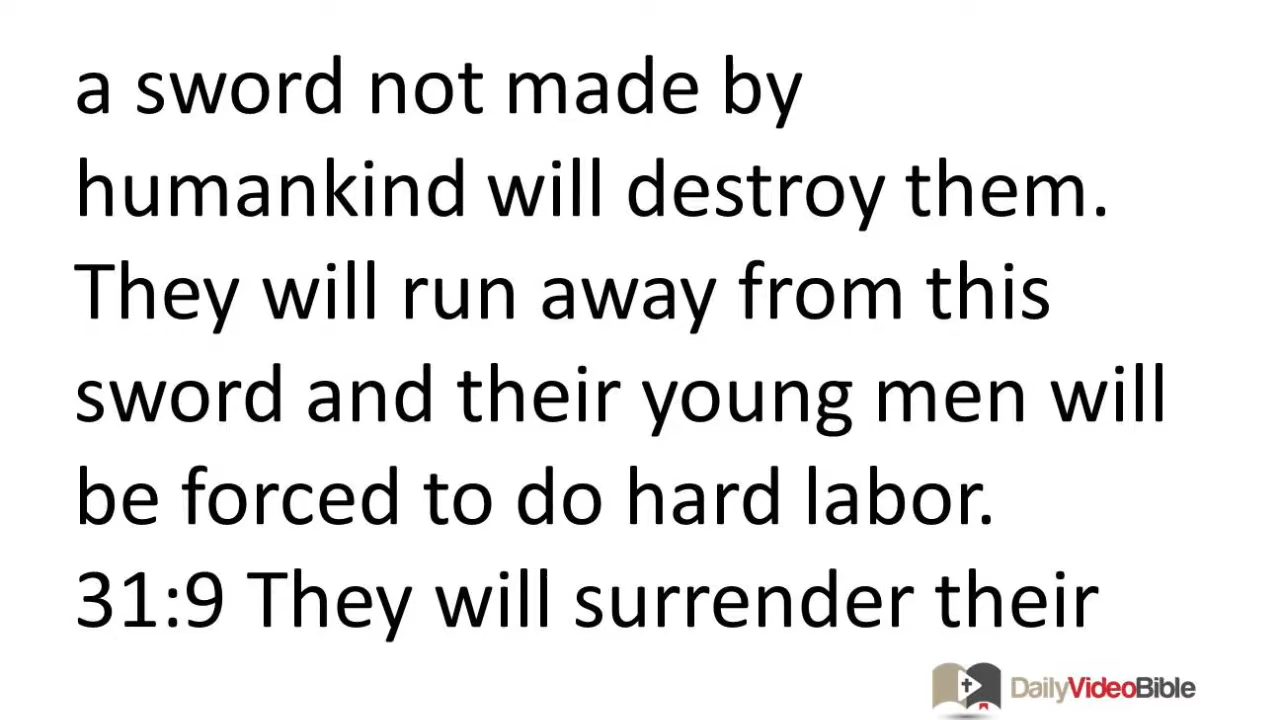 a sword not made by
humankind will destroy them.
They will run away from this
sword and their young men will
be forced to do hard labor.
31:9 They will surrender their
DailyVideoBible